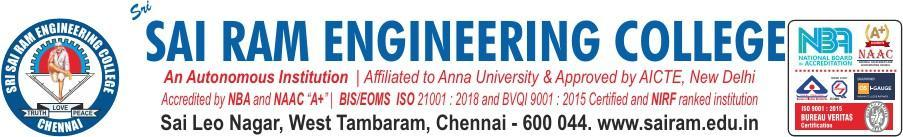 SRI SAI RAM ENGINEERING COLLEGE
LOVE
TRUTH PEACE
CHENNAI
Sri
SAI RAM ENGINEERING COLLEGE
An Autonomous Institution | Affiliated to Anna University & Approved by AICTE, New Delhi
Accredited by NBA and NAAC “A+” | BIS/EOMS ISO 21001 : 2018 and BVQI 9001 : 2015 Certified and NIRF ranked institution
Sai Leo Nagar, West Tambaram, Chennai - 600 044. www.sairam.edu.in
NBA
NATIONAL BOARD
of ACCREDITATION
A+
NAAC
I·GAUGE
ISO 9001 : 2015
BUREAU VERITAS
Certification